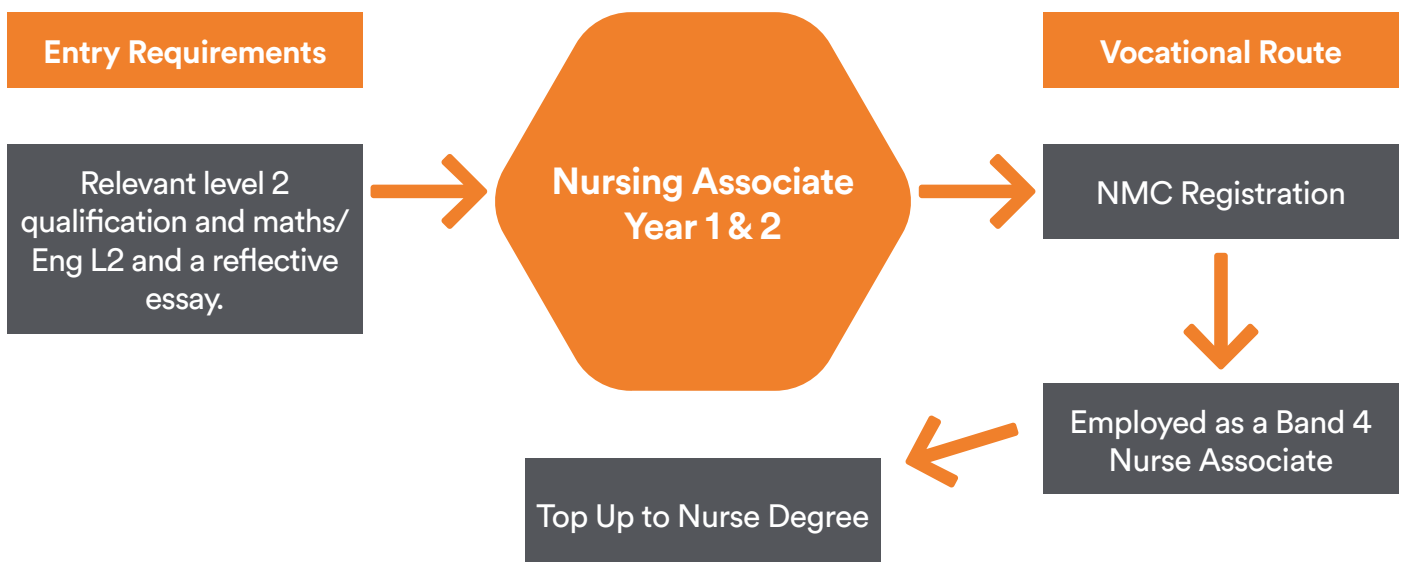 Entry Requirements
Relevant level 2
qualification and maths/
Eng L2 and a reflective
essay.
Nursing Associate
Year 1 & 2
Vocational Route
NMC Registration
Employed as a Band 4
Nurse Associate
Top Up to Nurse Degree